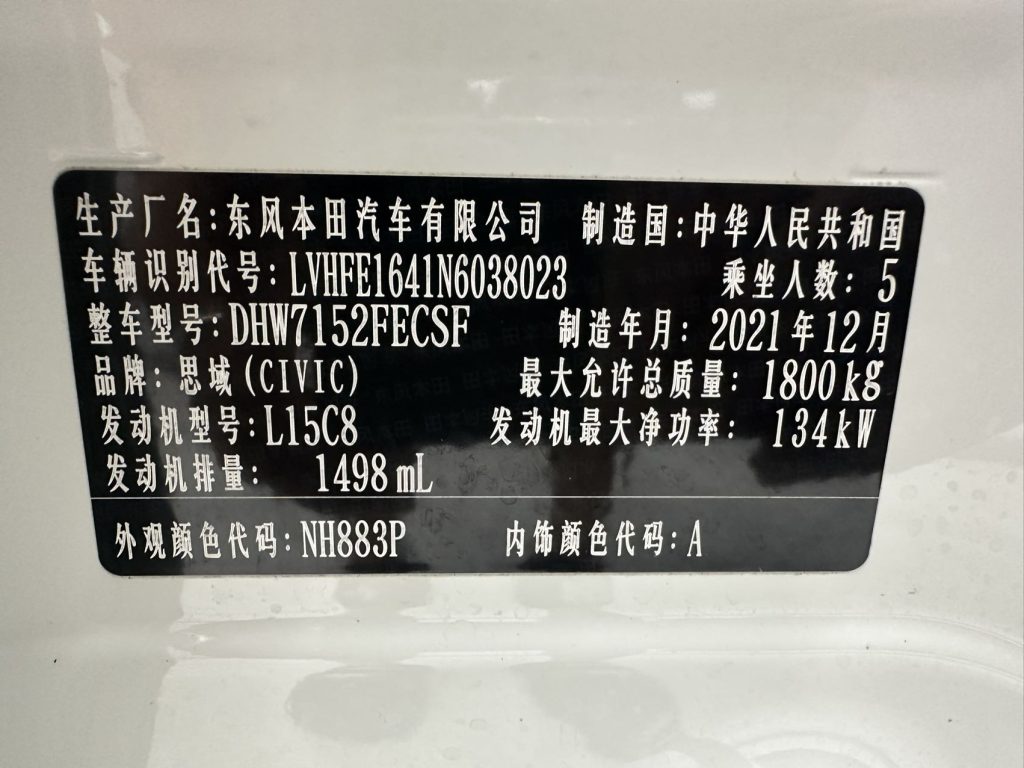 生产厂名:东风本田汽车有限公司 制造国:中华人民共和国
车辆识别代号:LVHFE1641N6038023 乘坐人数:5
整车型号:DHW7152FECSF 制造年月:2021年12月
品牌:思域(CIVIC) 最大允许总质量:1800kg
发动机型号:L15C8 发动机最大净功率:134kW
发动机排量:1498mL
外观颜色代码:NH883P 内饰颜色代码:A